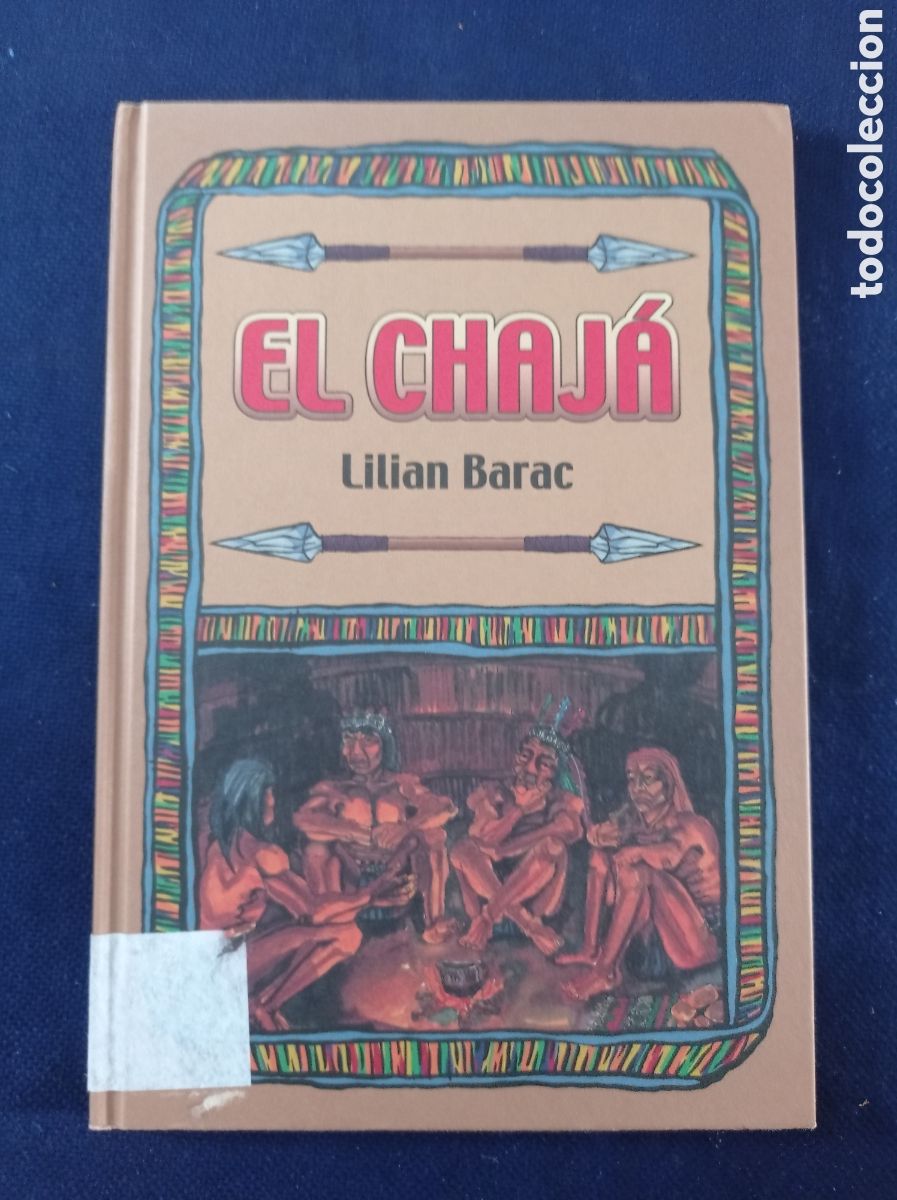 todocoleccion
EL CHAJÁ
Lilian Barac